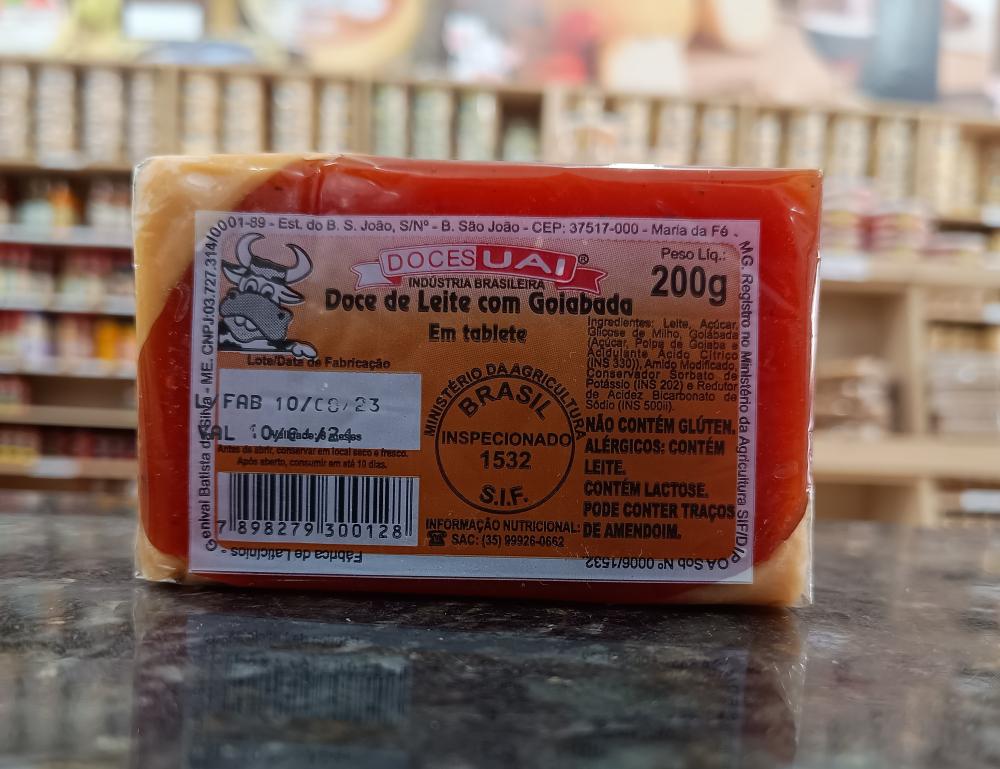 Genival Batista da Silva - ME. CNPJ:03.727.314/0001-89 - Est. do B. S. João, S/Nº - B. São João - CEP: 37517-000 - Maria da Fé -
MG. Registro no Ministério da Agricultura SIF/DIPOA Sob Nº 0006/1532
Fábrica de Laticínios -
DOCES UAI®
INDÚSTRIA BRASILEIRA
Doce de Leite com Goiabada
Em tablete
Peso Líq.:
200g
Lote/Data de Fabricação
L/FAB 10/08/23
Validade: 8 meses
Antes de abrir, conservar em local seco e fresco.
Após aberto, consumir em até 10 dias.
7 898279 300128
MINISTÉRIO DA AGRICULTURA
BRASIL
INSPECIONADO
1532
S.I.F.
INFORMAÇÃO NUTRICIONAL:
SAC: (35) 99926-0662
Ingredientes: Leite, Açúcar,
Glicose de Milho, Goiabada
(Açúcar, Polpa de Goiaba e
Acidulante Ácido Cítrico
(INS 330)), Amido Modificado,
Conservador Sorbato de
Potássio (INS 202) e Redutor
de Acidez Bicarbonato de
Sódio (INS 500ii).
NÃO CONTÉM GLÚTEN.
ALÉRGICOS: CONTÉM
LEITE.
CONTÉM LACTOSE.
PODE CONTER TRAÇOS
DE AMENDOIM.